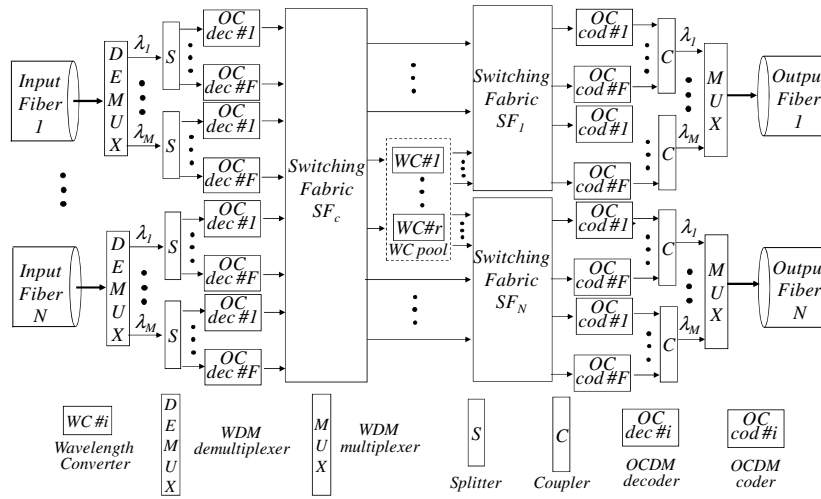 Input
Fiber
1
D
E
M
U
X
λ1
λM
S
S
OC
dec #1
OC
dec #F
OC
dec #1
OC
dec #F
Input
Fiber
N
D
E
M
U
X
λ1
λM
S
S
OC
dec #1
OC
dec #F
OC
dec #1
OC
dec #F
Switching
Fabric
SFc
WC#1
WC#r
WC pool
Switching
Fabric
SF1
Switching
Fabric
SFN
OC
cod #1
OC
cod #F
OC
cod #1
OC
cod #F
C
C
λ1
λM
M
U
X
Output
Fiber
1
OC
cod #1
OC
cod #F
OC
cod #1
OC
cod #F
C
C
λ1
λM
M
U
X
Output
Fiber
N
WC #i
Wavelength
Converter
D
E
M
U
X
WDM
demultiplexer
M
U
X
WDM
multiplexer
S
Splitter
C
Coupler
OC
dec #i
OCDM
decoder
OC
cod #i
OCDM
coder